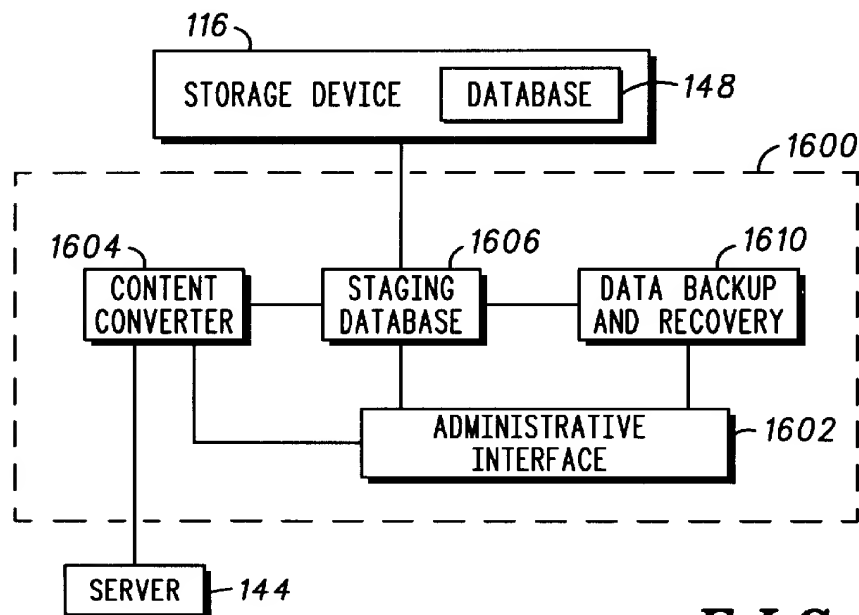 116
STORAGE DEVICE
DATABASE
148
1600
1604
1606
1610
CONTENT
CONVERTER
STAGING
DATABASE
DATA BACKUP
AND RECOVERY
ADMINISTRATIVE
INTERFACE
1602
SERVER
144